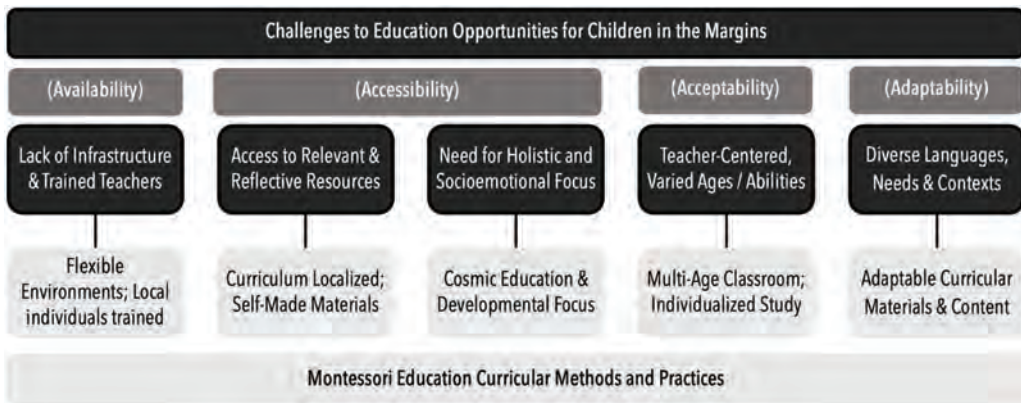 Challenges to Education Opportunities for Children in the Margins
(Availability)
(Accessibility)
(Acceptability)
(Adaptability)
Lack of Infrastructure
& Trained Teachers
Access to Relevant &
Reflective Resources
Need for Holistic and
Socioemotional Focus
Teacher-Centered,
Varied Ages / Abilities
Diverse Languages,
Needs & Contexts
Flexible
Environments; Local
individuals trained
Curriculum Localized;
Self-Made Materials
Cosmic Education &
Developmental Focus
Multi-Age Classroom;
Individualized Study
Adaptable Curricular
Materials & Content
Montessori Education Curricular Methods and Practices